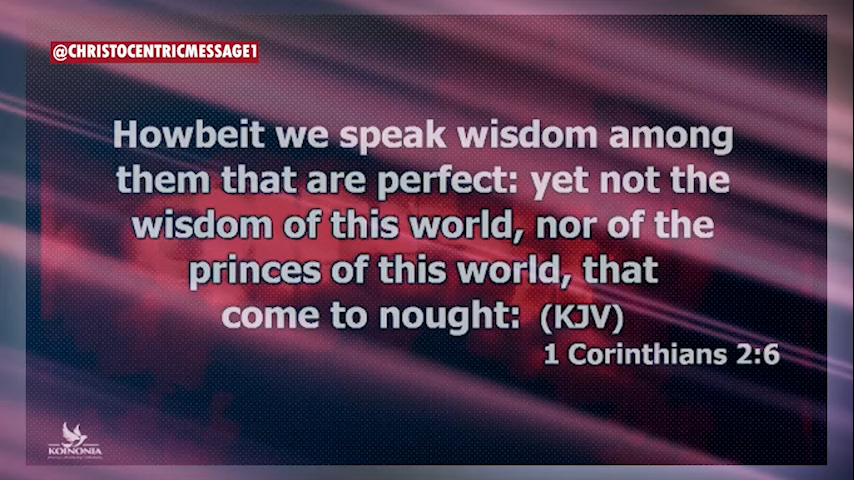 @CHRISTOCENTRICMESSAGE1
Howbeit we speak wisdom among
them that are perfect: yet not the
wisdom of this world, nor of the
princes of this world, that
come to nought: (KJV)
1 Corinthians 2:6
KOINONIA